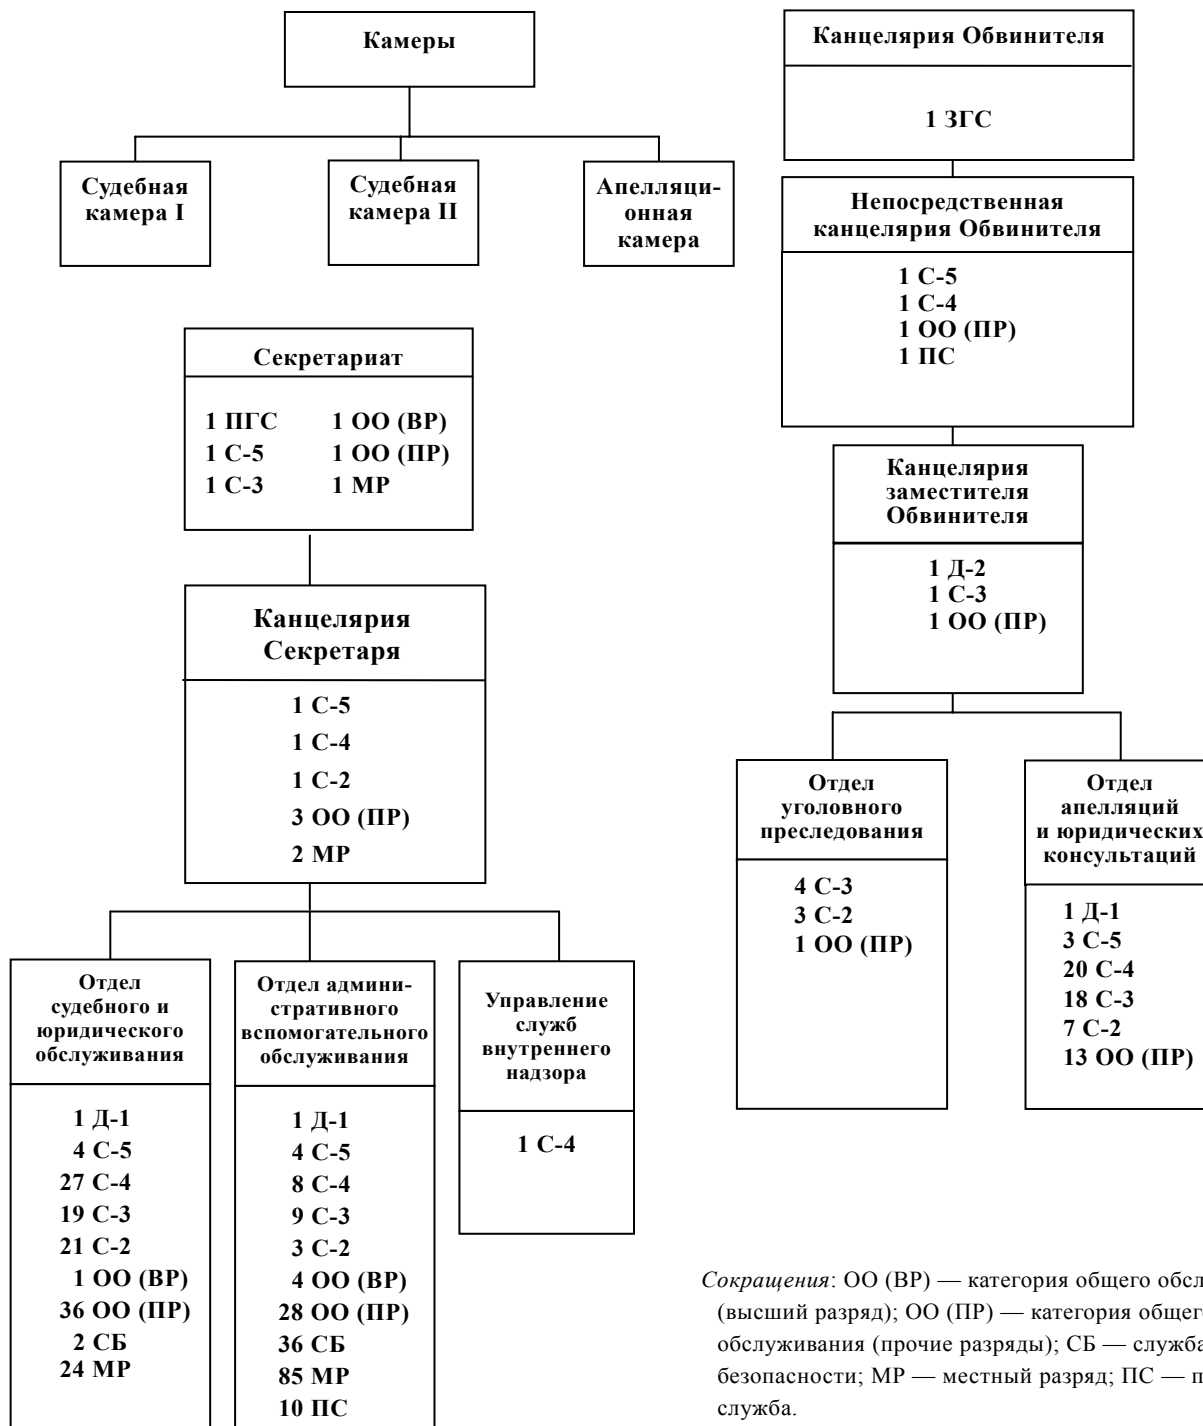 Камеры
Судебная
камера I
Судебная
камера II
Апелляци-
онная
камера
Секретариат
1 ПГС 1 ОО (ВР)
1 С-5 1 ОО (ПР)
1 С-3 1 МР
Канцелярия
Секретаря
1 С-5
1 С-4
1 С-2
3 ОО (ПР)
2 МР
Отдел
судебного и
юридического
обслуживания
1 Д-1
4 С-5
27 С-4
19 С-3
21 С-2
1 ОО (ВР)
36 ОО (ПР)
2 СБ
24 МР
Отдел админи-
стративного
вспомогательного
обслуживания
1 Д-1
4 С-5
8 С-4
9 С-3
3 С-2
4 ОО (ВР)
28 ОО (ПР)
36 СБ
85 МР
10 ПС
Управление
служб
внутреннего
надзора
1 С-4
Канцелярия Обвинителя
1 ЗГС
Непосредственная
канцелярия Обвинителя
1 С-5
1 С-4
1 ОО (ПР)
1 ПС
Канцелярия
заместителя
Обвинителя
1 Д-2
1 С-3
1 ОО (ПР)
Отдел
уголовного
преследования
4 С-3
3 С-2
1 ОО (ПР)
Отдел
апелляций
и юридических
консультаций
1 Д-1
3 С-5
20 С-4
18 С-3
7 С-2
13 ОО (ПР)
Сокращения: ОО (ВР) — категория общего
(высший разряд); ОО (ПР) — категория
обслуживания (прочие разряды); СБ — служба
безопасности; МР — местный разряд; ПС —
служба.